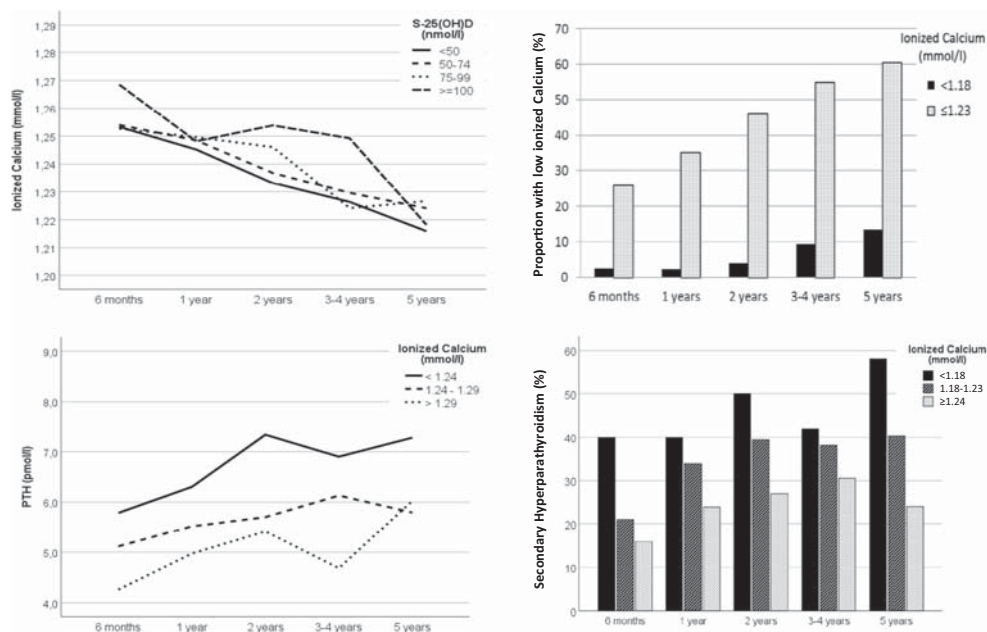 S-25(OH)D
(nmol/l)
<50
50-74
75-99
>=100
Ionized Calcium (mmol/l)
1,29
1,28
1,27
1,26
1,25
1,24
1,23
1,22
1,21
1,20
6 months 1 year 2 years 3-4 years 5 years
Ionized Calcium
(mmol/l)
<1.18
≤1.23
Proportion with low ionized Calcium (%)
70
60
50
40
30
20
10
0
6 months 1 years 2 years 3-4 years 5 years
Ionized Calcium
(mmol/l)
< 1.24
1.24 - 1.29
> 1.29
PTH (pmol/l)
9,0
8,0
7,0
6,0
5,0
4,0
6 months 1 year 2 years 3-4 years 5 years
Ionized Calcium
(mmol/l)
<1.18
1.18-1.23
≥1.24
Secondary Hyperparathyroidism (%)
60
50
40
30
20
10
0
6 months 1 year 2 years 3-4 years 5 years